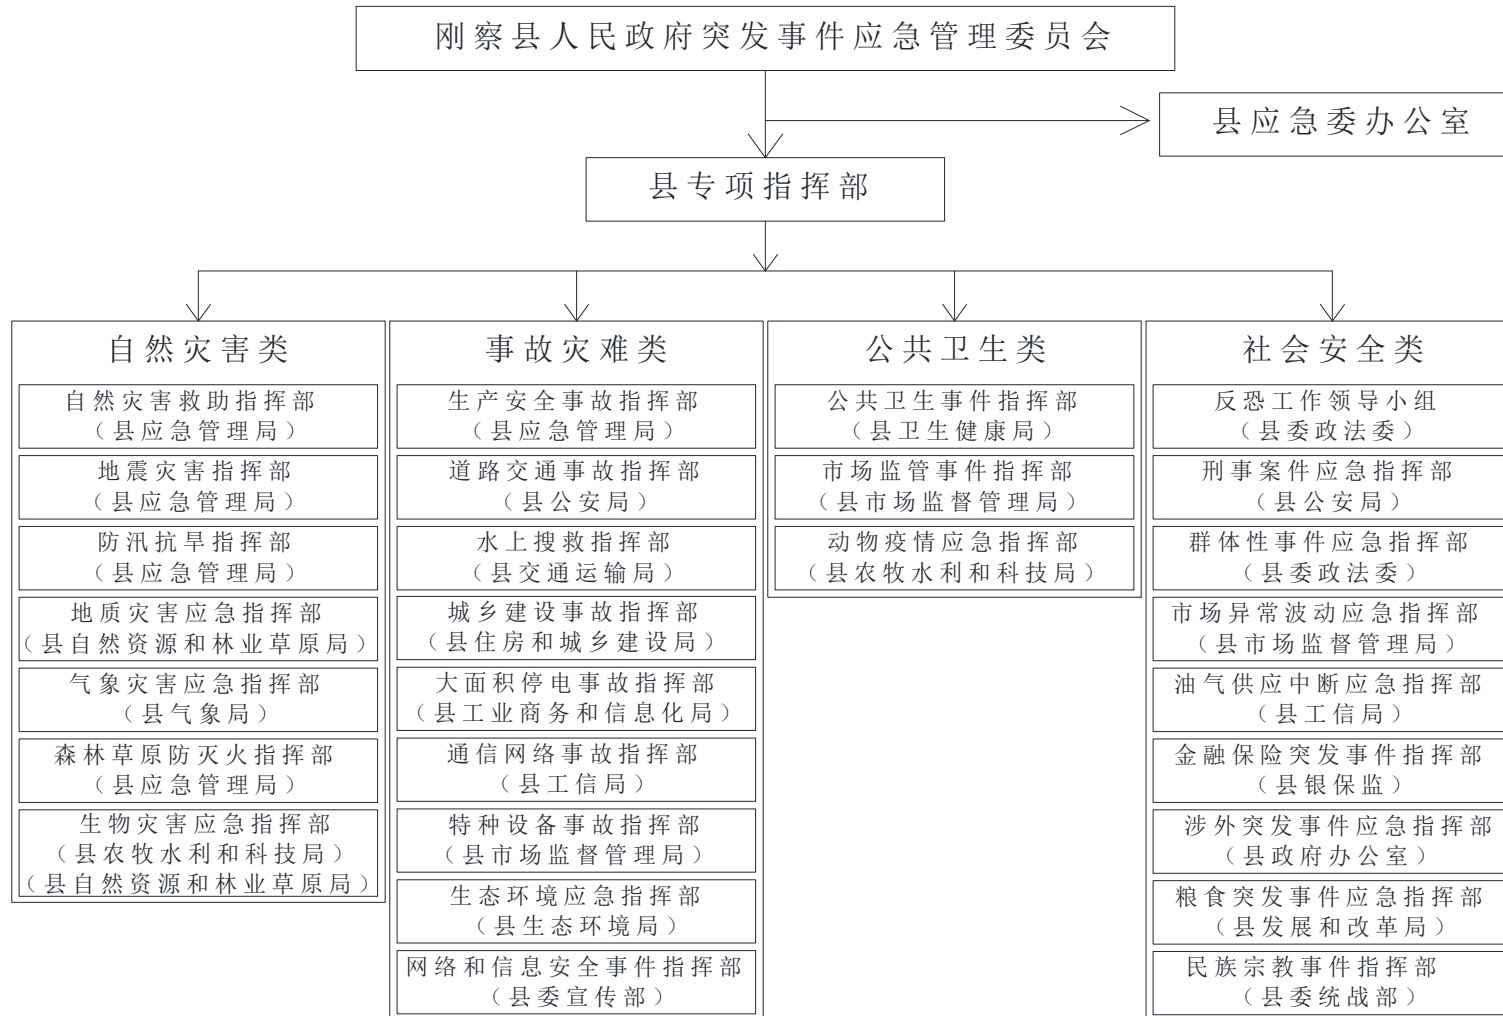 刚察县人民政府突发事件应急管理委员会
县应急委办公室
县专项指挥部
自然灾害类
自然灾害救助指挥部
（县应急管理局）
地震灾害指挥部
（县应急管理局）
防汛抗旱指挥部
（县应急管理局）
地质灾害应急指挥部
（县自然资源和林业草原局）
气象灾害应急指挥部
（县气象局）
森林草原防灭火指挥部
（县应急管理局）
生物灾害应急指挥部
（县农牧水利和科技局）
（县自然资源和林业草原局）
事故灾难类
生产安全事故指挥部
（县应急管理局）
道路交通事故指挥部
（县公安局）
水上搜救指挥部
（县交通运输局）
城乡建设事故指挥部
（县住房和城乡建设局）
大面积停电事故指挥部
（县工业商务和信息化局）
通信网络事故指挥部
（县工信局）
特种设备事故指挥部
（县市场监督管理局）
生态环境应急指挥部
（县生态环境局）
网络和信息安全事件指挥部
（县委宣传部）
公共卫生类
公共卫生事件指挥部
（县卫生健康局）
市场监管事件指挥部
（县市场监督管理局）
动物疫情应急指挥部
（县农牧水利和科技局）
社会安全类
反恐工作领导小组
（县委政法委）
刑事案件应急指挥部
（县公安局）
群体性事件应急指挥部
（县委政法委）
市场异常波动应急指挥部
（县市场监督管理局）
油气供应中断应急指挥部
（县工信局）
金融保险突发事件指挥部
（县银保监）
涉外突发事件应急指挥部
（县政府办公室）
粮食突发事件应急指挥部
（县发展和改革局）
民族宗教事件指挥部
（县委统战部）